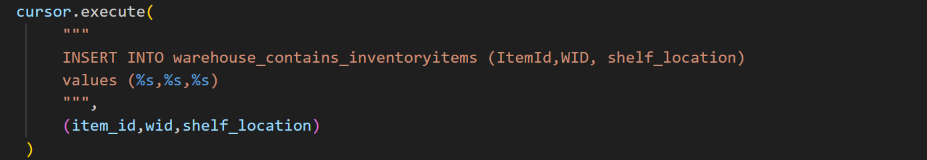 cursor.execute(
"""
INSERT INTO warehouse_contains_inventoryitems (ItemId,WID, shelf_location)
values (%s,%s,%s)
""",
(item_id,wid,shelf_location)
)